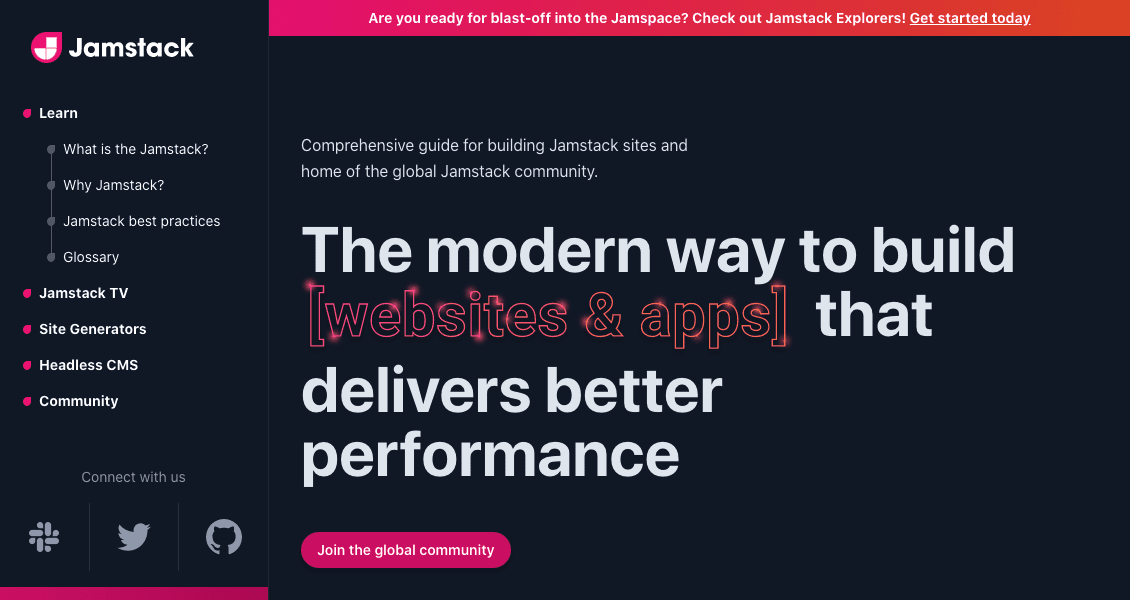 Are you ready for blast-off into the Jamspace? Check out Jamstack Explorers! Get started today
Jamstack
Learn
What is the Jamstack?
Why Jamstack?
Jamstack best practices
Glossary
Jamstack TV
Site Generators
Headless CMS
Community
Connect with us
Comprehensive guide for building Jamstack sites and
home of the global Jamstack community.
The modern way to build
[websites & apps] that
delivers better
performance
Join the global community